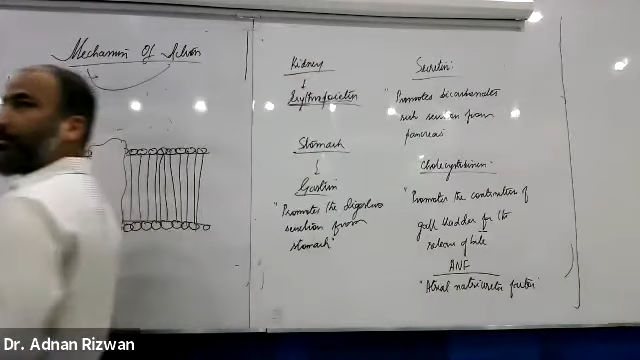 Mechanism Of Action
Kidney
Erythropoietin
Stomach
Gastrin
"Promotes the digestive
secretion from
stomach"
Secretin:
"Promotes bicarbonates
rich secretion from
pancreas
Cholecystokinin:
"Promotes the contraction of
gall bladder for the
release of bile
ANF
"Atrial natriuretic factor"
Dr. Adnan Rizwan